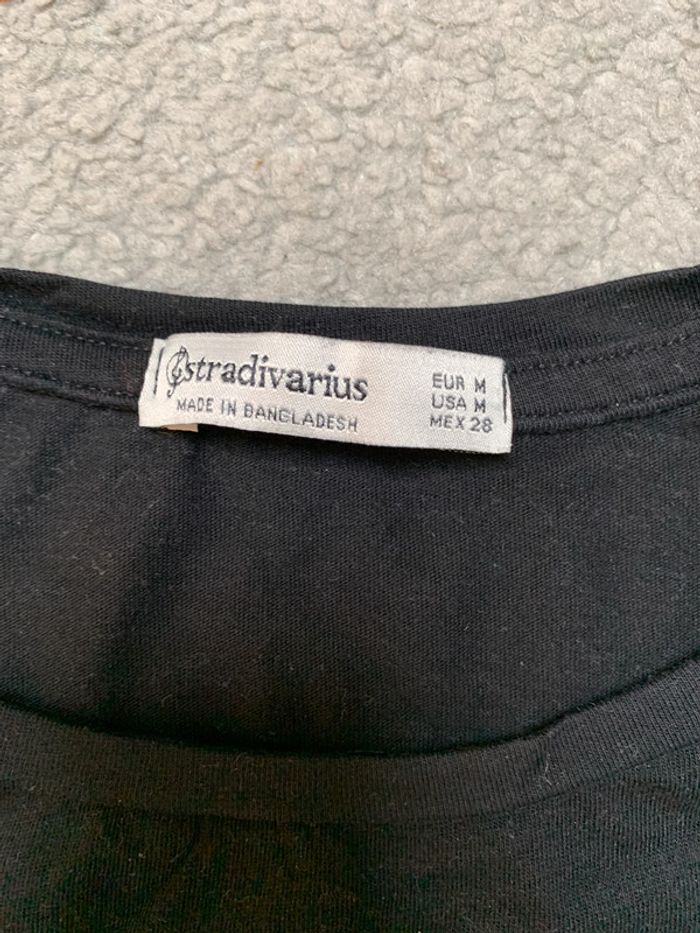 stradivarius
MADE IN BANGLADESH
EUR M
USA M
MEX 28